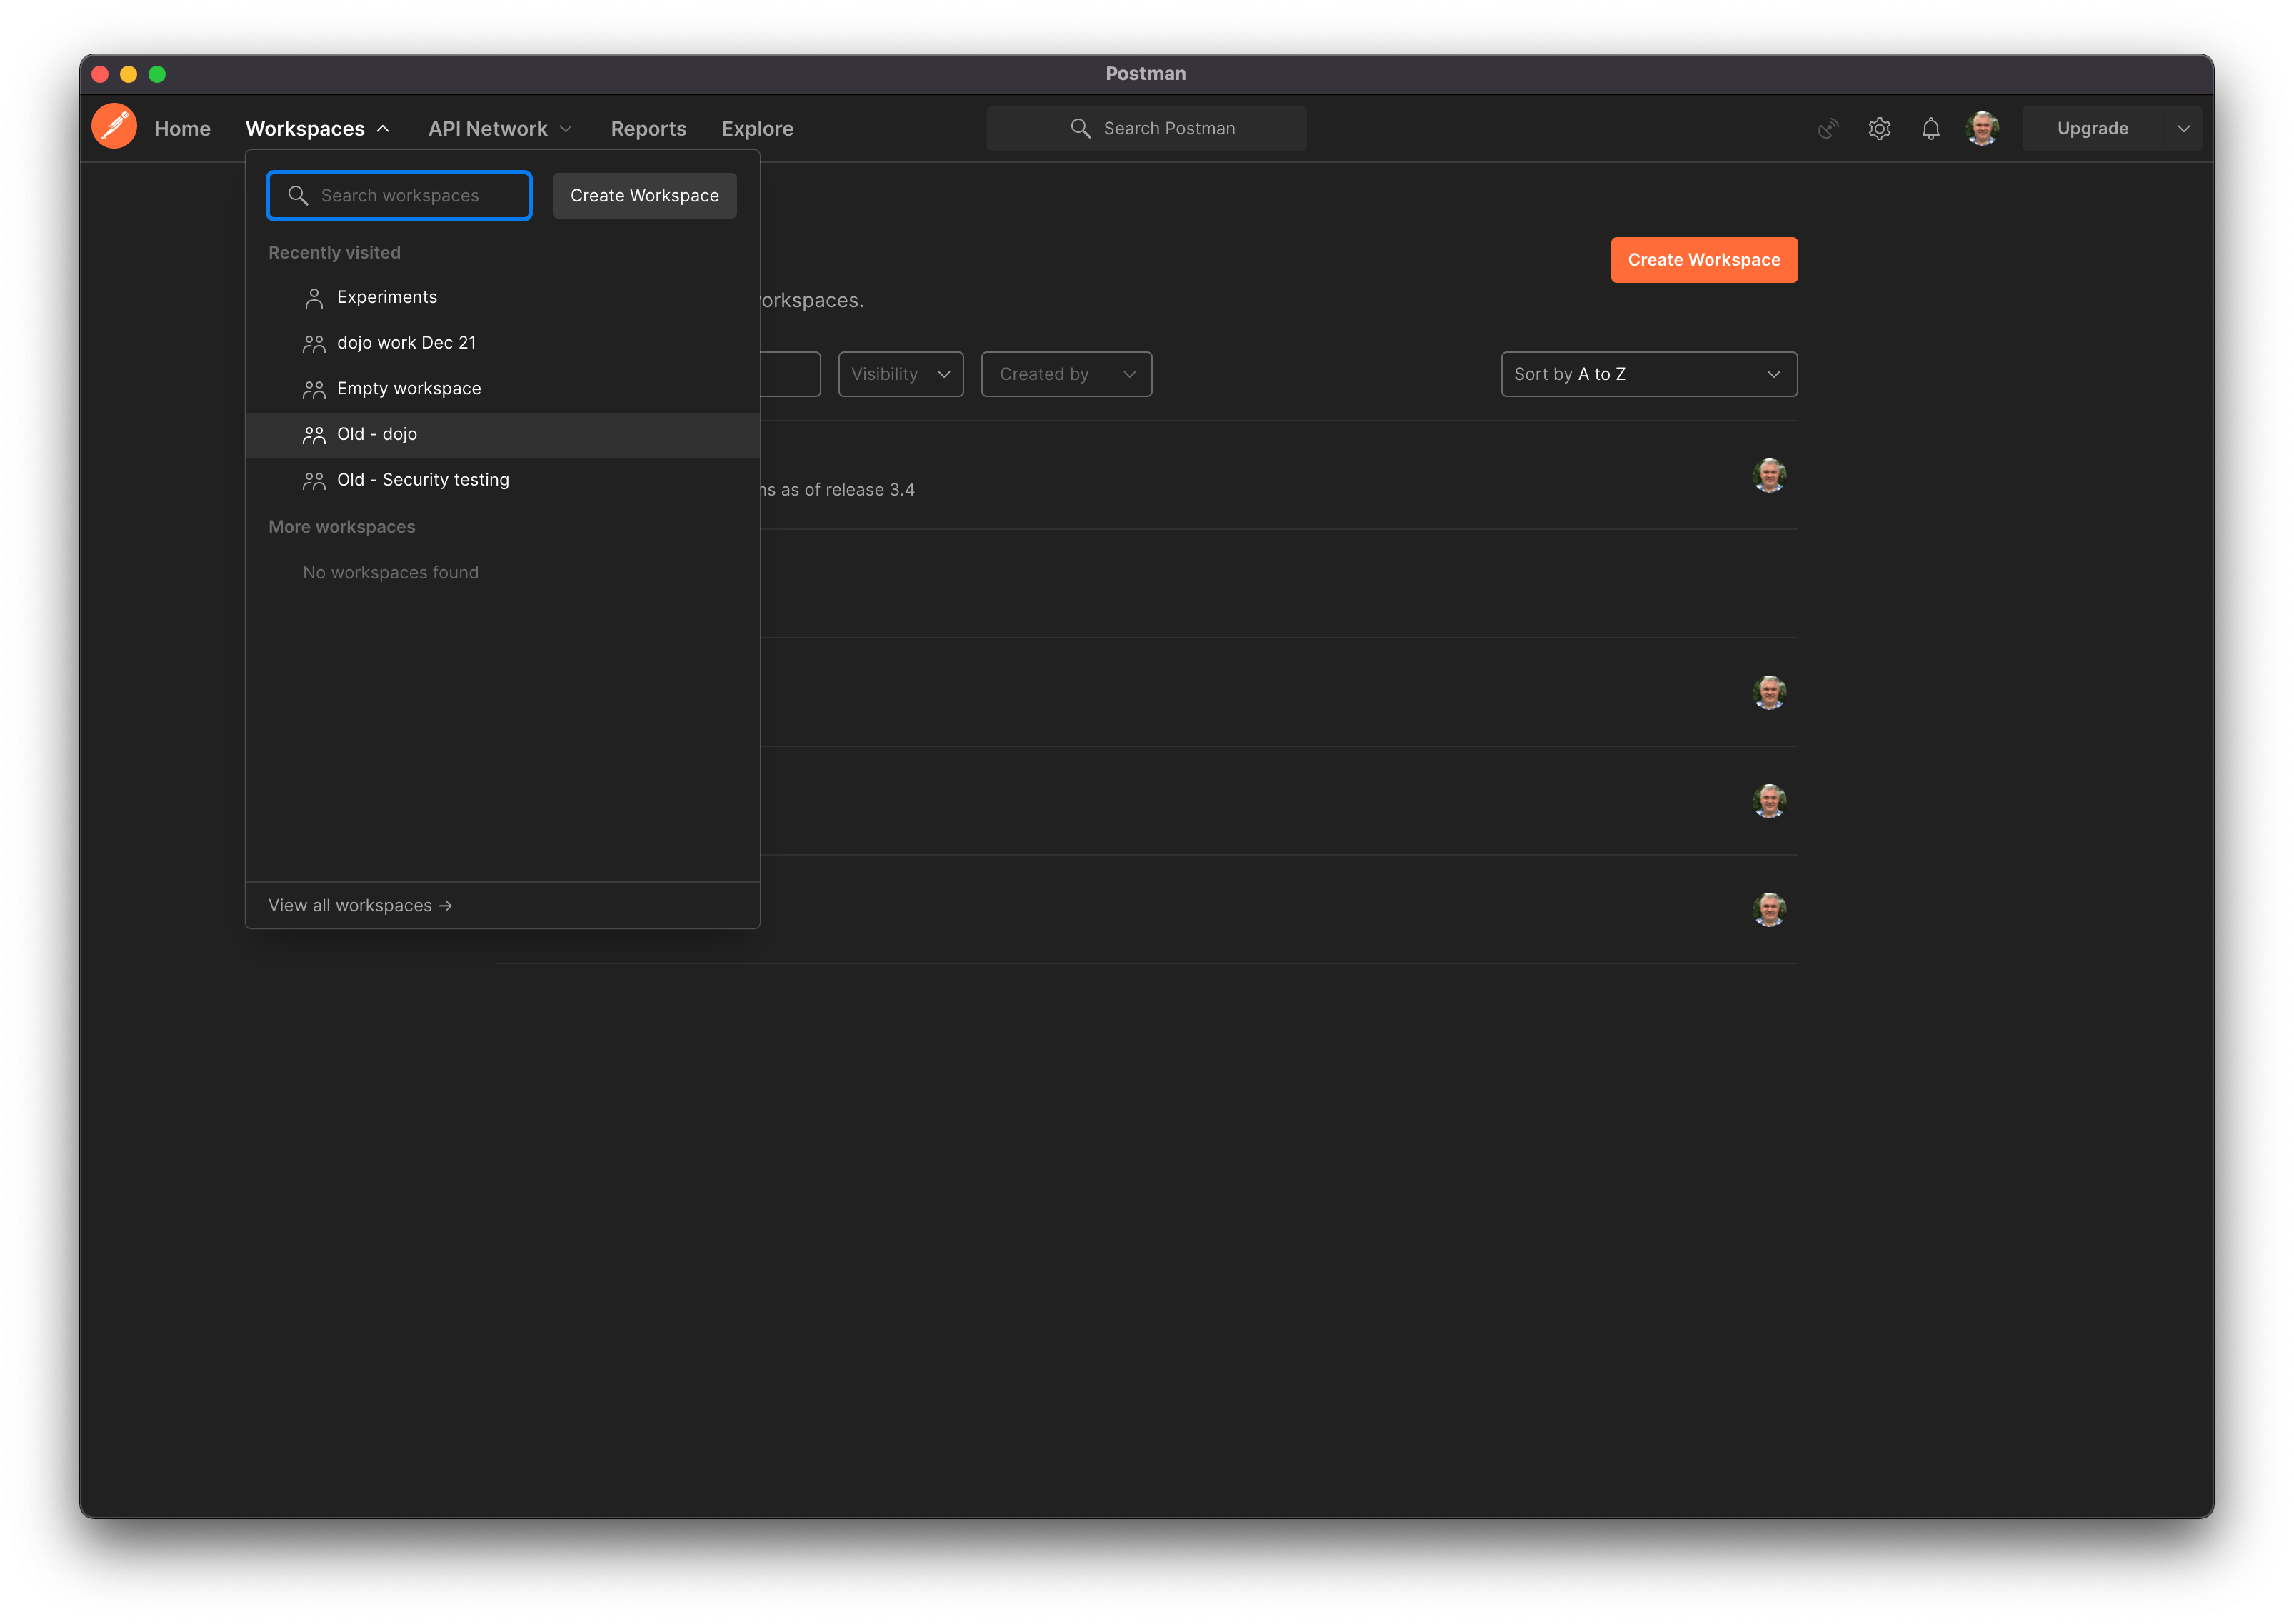 Postman
Home Workspaces API Network Reports Explore Search Postman Upgrade
Search workspaces Create Workspace
Recently visited
Create Workspace
Experiments
orkspaces.
dojo work Dec 21
Visibility Created by Sort by A to Z
Empty workspace
Old - dojo
Old - Security testing
ns as of release 3.4
More workspaces
No workspaces found
View all workspaces →